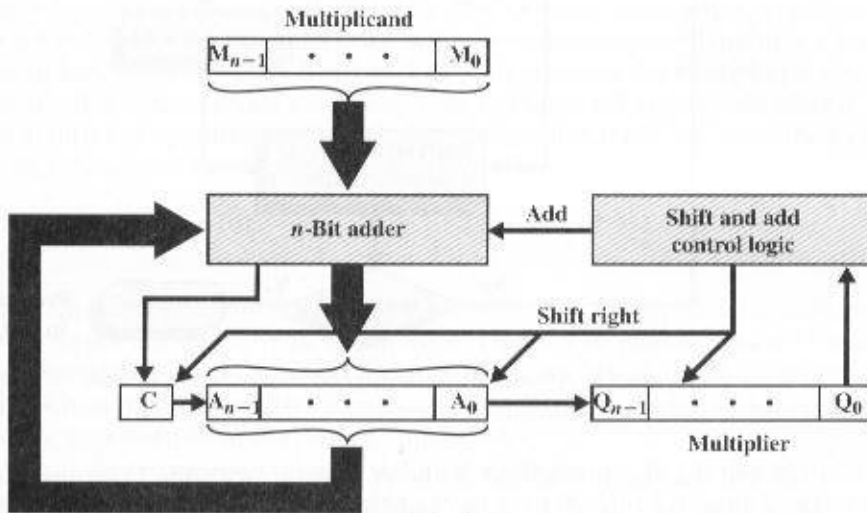 Multiplicand
Mn−1 · · · M0
n-Bit adder
Add
Shift and add
control logic
Shift right
C
An−1 · · · A0
Qn−1 · · · Q0
Multiplier